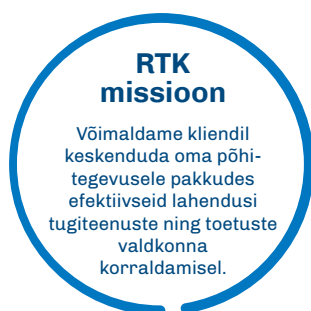 RTK
missioon
Võimaldame kliendil
keskenduda oma põhi-
tegevusele pakkudes
efektiivseid lahendusi
tugiteenuste ning toetuste
valdkonna
korraldamisel.